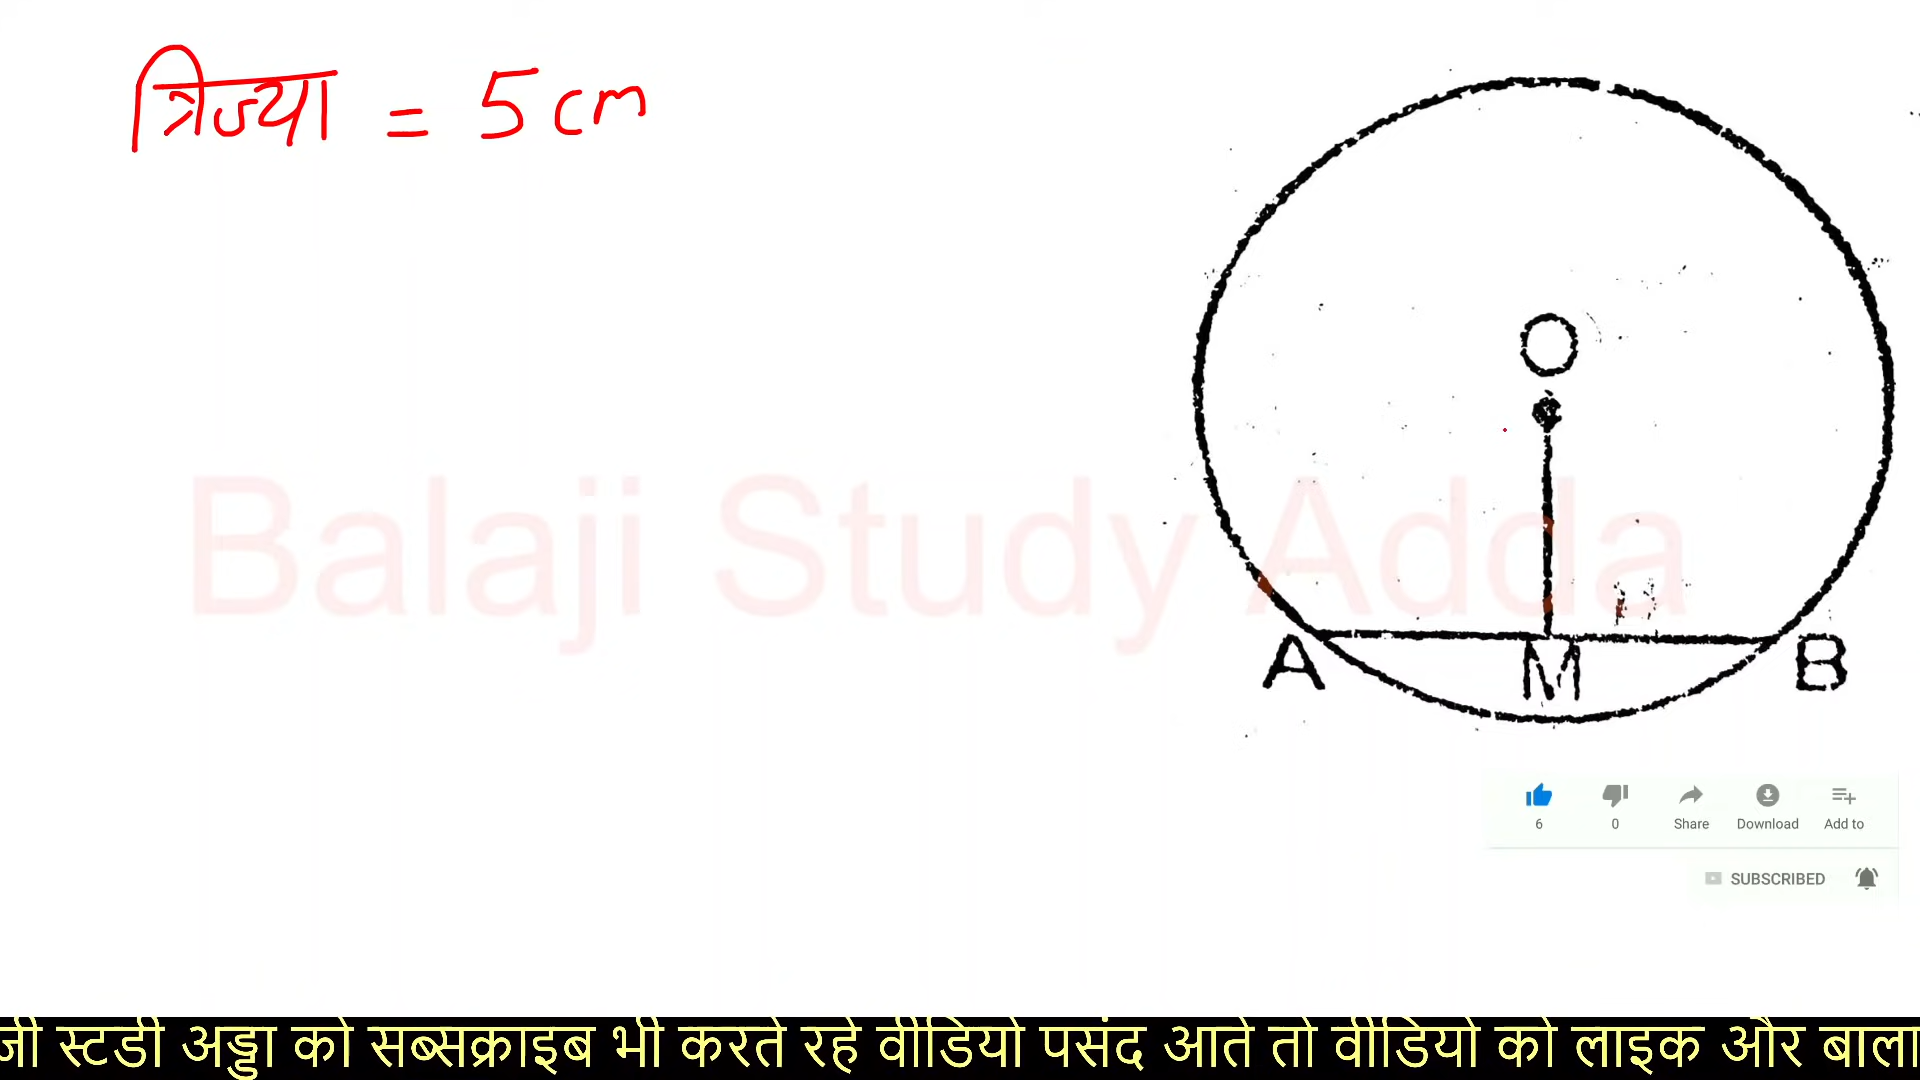 त्रिज्या = 5 cm
O
Balaji Study Adda
A M B
6 0 Share Download Add to
SUBSCRIBED
जी स्टडी अड्डा को सब्सक्राइब भी करते रहे वीडियो पसंद आते तो वीडियो को लाइक और बाला